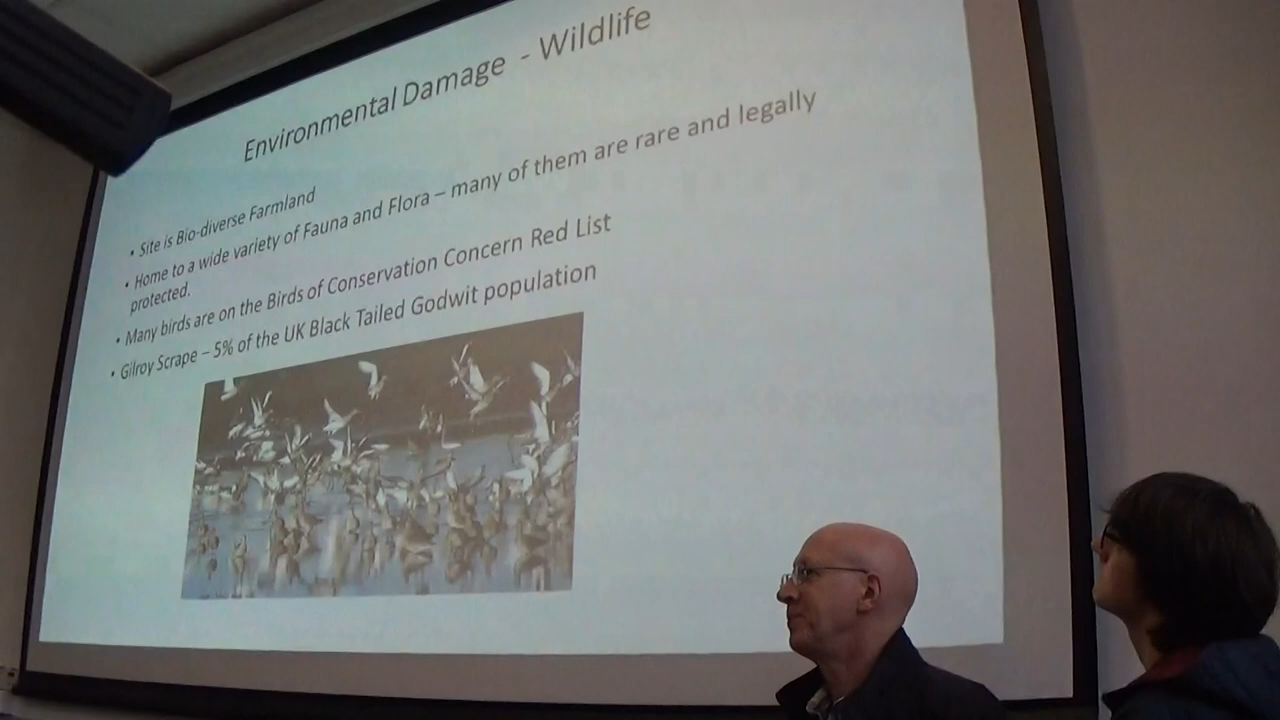 Environmental Damage - Wildlife
• Site is Bio-diverse Farmland
• Home to a wide variety of Fauna and Flora – many of them are rare and legally
protected.
• Many birds are on the Birds of Conservation Concern Red List
• Gilroy Scrape – 5% of the UK Black Tailed Godwit population